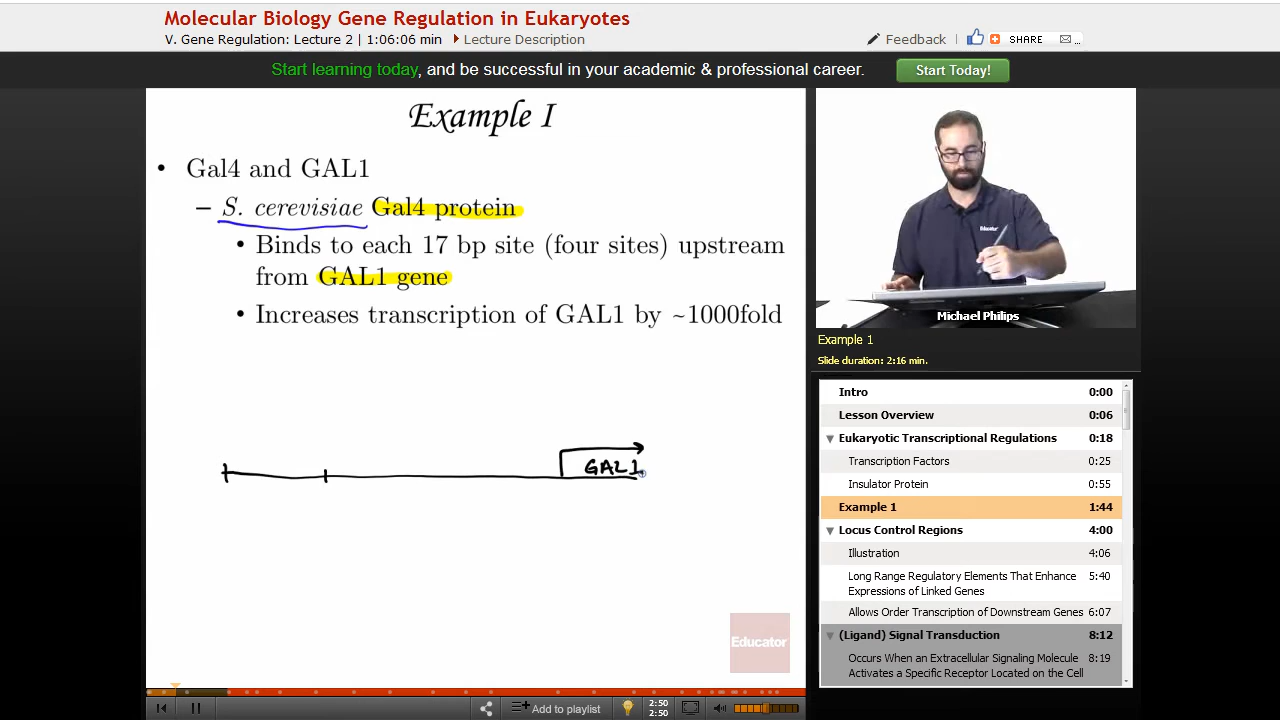 Molecular Biology Gene Regulation in Eukaryotes
V. Gene Regulation: Lecture 2 | 1:06:06 min Lecture Description
Feedback | SHARE
Start learning today, and be successful in your academic & professional career. Start Today!
Example I
• Gal4 and GAL1
– S. cerevisiae Gal4 protein
• Binds to each 17 bp site (four sites) upstream
from GAL1 gene
• Increases transcription of GAL1 by ~1000fold
GAL1
Educator
Educator
Michael Philips
Example 1
Slide duration: 2:16 min.
Intro 0:00
Lesson Overview 0:06
Eukaryotic Transcriptional Regulations 0:18
Transcription Factors 0:25
Insulator Protein 0:55
Example 1 1:44
Locus Control Regions 4:00
Illustration 4:06
Long Range Regulatory Elements That Enhance
Expressions of Linked Genes 5:40
Allows Order Transcription of Downstream Genes 6:07
(Ligand) Signal Transduction 8:12
Occurs When an Extracellular Signaling Molecule
Activates a Specific Receptor Located on the Cell 8:19
Add to playlist
2:50
2:50